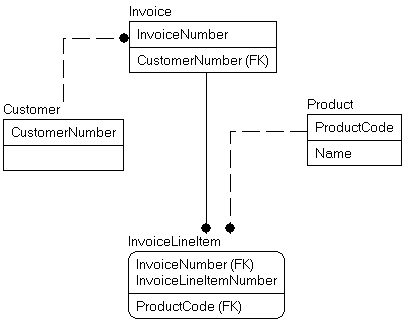 Invoice
InvoiceNumber
CustomerNumber (FK)
Customer
CustomerNumber
Product
ProductCode
Name
InvoiceLineItem
InvoiceNumber (FK)
InvoiceLineItemNumber
ProductCode (FK)